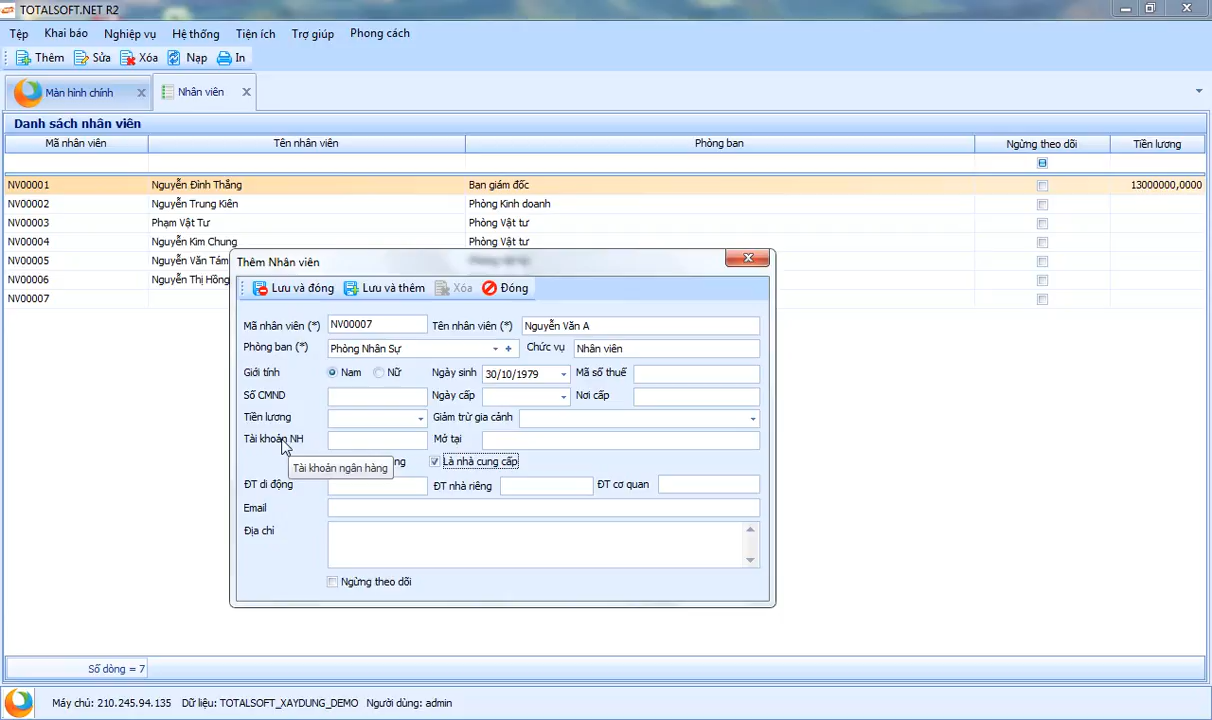 TOTALSOFT.NET R2
Tệp Khai báo Nghiệp vụ Hệ thống Tiện ích Trợ giúp Phong cách
Thêm Sửa Xóa Nạp In
Màn hình chính Nhân viên
Danh sách nhân viên
Mã nhân viên Tên nhân viên Phòng ban Ngừng theo dõi Tiền lương
NV00001 Nguyễn Đình Thắng Ban giám đốc 13000000,0000
NV00002 Nguyễn Trung Kiên Phòng Kinh doanh
NV00003 Phạm Vật Tư Phòng Vật tư
NV00004 Nguyễn Kim Chung Phòng Vật tư
NV00005 Nguyễn Văn Tám
NV00006 Nguyễn Thị Hồng
NV00007
Thêm Nhân viên
Lưu và đóng Lưu và thêm Xóa Đóng
Mã nhân viên (*) NV00007 Tên nhân viên (*) Nguyễn Văn A
Phòng ban (*) Phòng Nhân Sự Chức vụ Nhân viên
Giới tính Nam Nữ Ngày sinh 30/10/1979 Mã số thuế
Số CMND Ngày cấp Nơi cấp
Tiền lương Giảm trừ gia cảnh
Tài khoản NH Mở tại
Tài khoản ngân hàng ng Là nhà cung cấp
ĐT di động ĐT nhà riêng ĐT cơ quan
Email
Địa chỉ
Ngừng theo dõi
Số dòng = 7
Máy chủ: 210.245.94.135 Dữ liệu: TOTALSOFT_XAYDUNG_DEMO Người dùng: admin